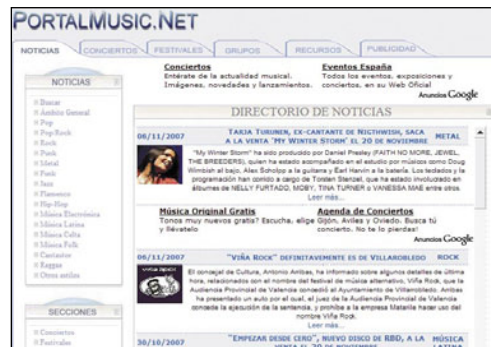 PORTALMUSIC.NET
NOTICIAS CONCIERTOS FESTIVALES GRUPOS RECURSOS PUBLICIDAD
Conciertos
Entérate de la actualidad musical.
Imágenes, novedades y lanzamientos.
Eventos España
Todos los eventos, exposiciones y
conciertos, en su Web Oficial
Anuncios Google
NOTICIAS
Buscar
Ámbito General
Pop
Pop/Rock
Rock
Punk
Metal
Funk
Jazz
Flamenco
Hip-Hop
Música Electrónica
Música Latina
Música Culta
Música Folk
Cantautor
Reggae
Otros estilos
SECCIONES
Conciertos
Festivales
DIRECTORIO DE NOTICIAS
06/11/2007 TARJA TURUNEN, EX-CANTANTE DE NIGTHWISH, SACA METAL
A LA VENTA 'MY WINTER STORM' EL 20 DE NOVIEMBRE
"My Winter Storm" ha sido producido por Daniel Presley (FAITH NO MORE, JEWEL,
THE BREEDERS), quien ha estado acompañado en el estudio por músicos como Doug
Wimbish al bajo, Alex Scholpp a la guitarra y Earl Harvin a la batería. Los teclados y la
programación han corrido a cargo de Torsten Stenzel, que ha estado involucrado en
álbumes de NELLY FURTADO, MOBY, TINA TURNER o VANESSA MAE entre otros.
Leer más...
Música Original Gratis
Tonos muy nuevos gratis? Escucha, elige
y llévatelo
Agenda de Conciertos
Gijón, Aviles y Oviedo. Busca tú
concierto. No te lo pierdas!
Anuncios Google
06/11/2007 "VIÑA ROCK" DEFINITAVEMENTE ES DE VILLAROBLEDO ROCK
El concejal de Cultura, Antonio Aribas, ha informado sobre algunos detalles de última
hora, relacionados con el nombre del festival de música alternativo, Viña Rock, que la
Audiencia Provincial de Valencia concedió al Ayuntamiento de Villarrobledo. Aribas
ha presentado un auto por el cual, el juez de la Audiencia Provincial de Valencia
concede la ejecución de la sentencia, y prohíbe a la empresa Matarile hacer uso del
nombre Viña Rock.
Leer más...
30/10/2007 "EMPEZAR DESDE CERO", NUEVO DISCO DE RBD, A LA MÚSICA
VENTA EL 20 DE NOVIEMBRE LATINA